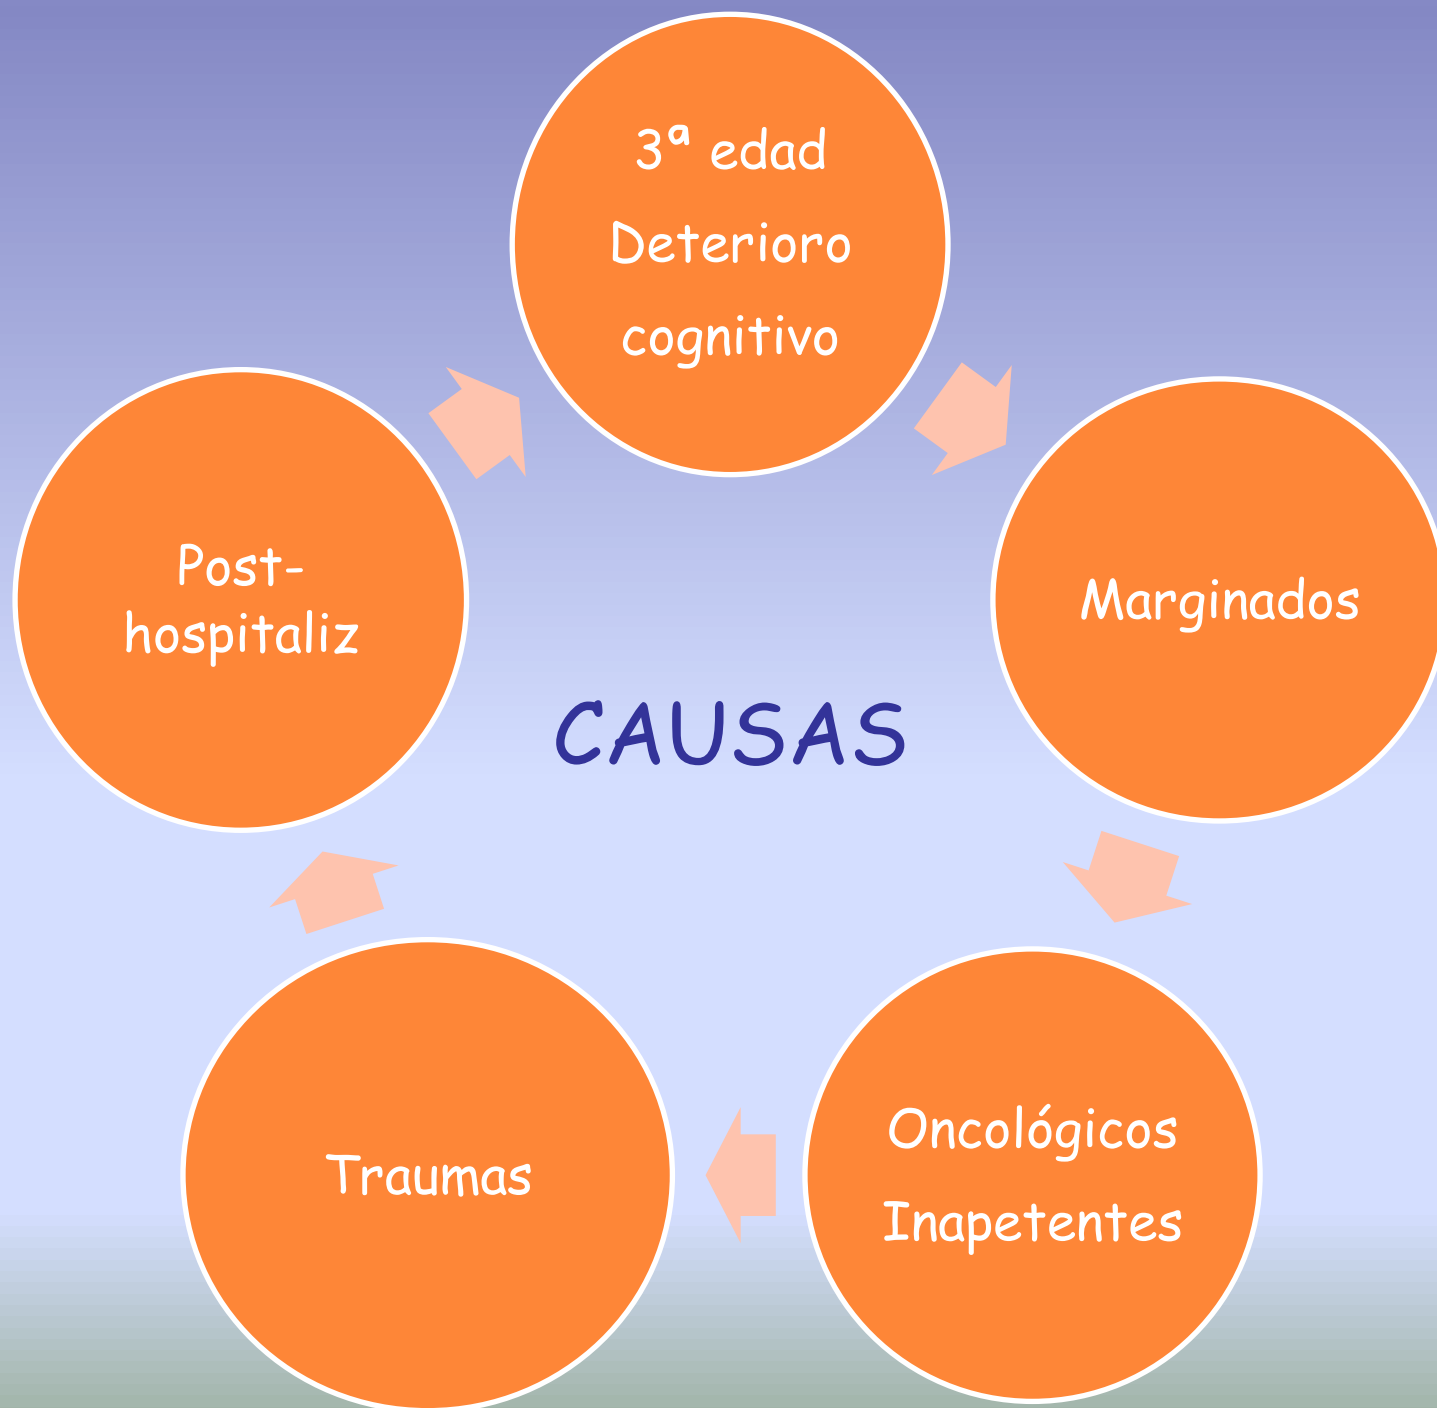 3ª edad
Deterioro
cognitivo
Marginados
Oncológicos
Inapetentes
Traumas
Post-
hospitaliz
CAUSAS